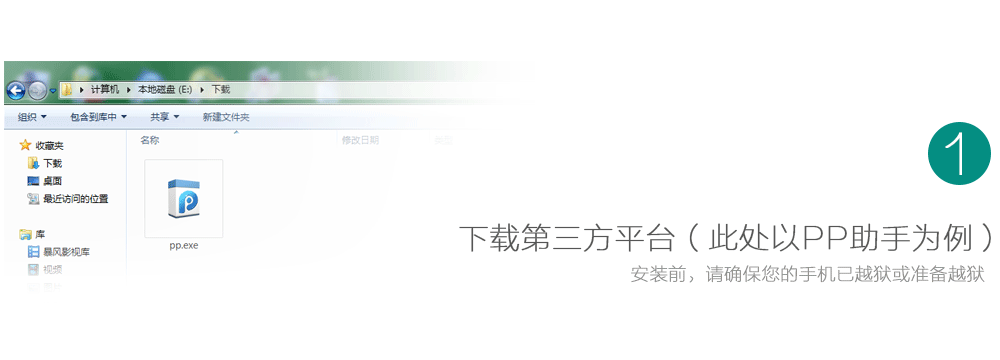 计算机 本地磁盘 (E:) 下载
组织 包含到库中 共享 新建文件夹
名称 修改日期
收藏夹
下载
桌面
最近访问的位置
库
暴风影视库
视频
pp.exe
1
下载第三方平台（此处以PP助手为例）
安装前，请确保您的手机已越狱或准备越狱